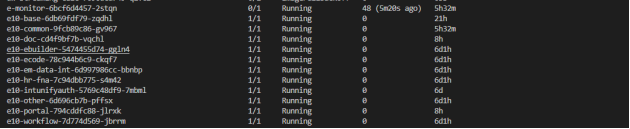 e-monitor-6bcf6d4457-2stqn 0/1 Running 48 (5m20s ago) 5h32m
e10-base-6db69fdf79-zqdhl 1/1 Running 0 21h
e10-common-9fcb89c86-gv967 1/1 Running 0 5h32m
e10-doc-cd4f9bf7b-vqchl 1/1 Running 0 8h
e10-ebuilder-5474455d74-ggln4 1/1 Running 0 6d1h
e10-ecode-78c944b6c9-ckqf7 1/1 Running 0 6d1h
e10-em-data-int-6d997986cc-bbnbp 1/1 Running 0 6d1h
e10-hr-fna-7c94dbb775-s4m42 1/1 Running 0 6d1h
e10-intunifyauth-5769c48df9-7mbml 1/1 Running 0 6d
e10-other-6d696cb7b-pffsx 1/1 Running 0 6d1h
e10-portal-794cddfc88-jlrxk 1/1 Running 0 8h
e10-workflow-7d774d569-jbrrm 1/1 Running 0 6d1h